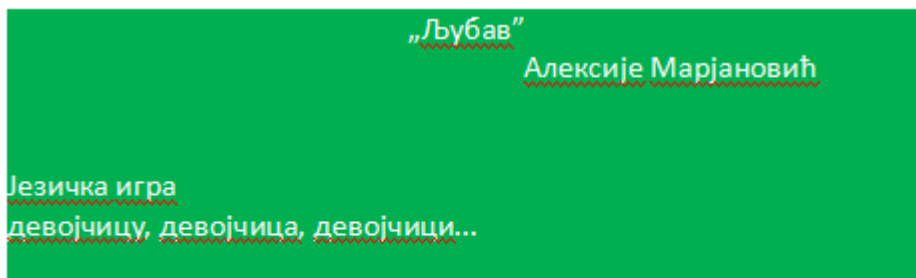 „Љубав”
Алексије Марјановић
Језичка игра
девојчицу, девојчица, девојчици...